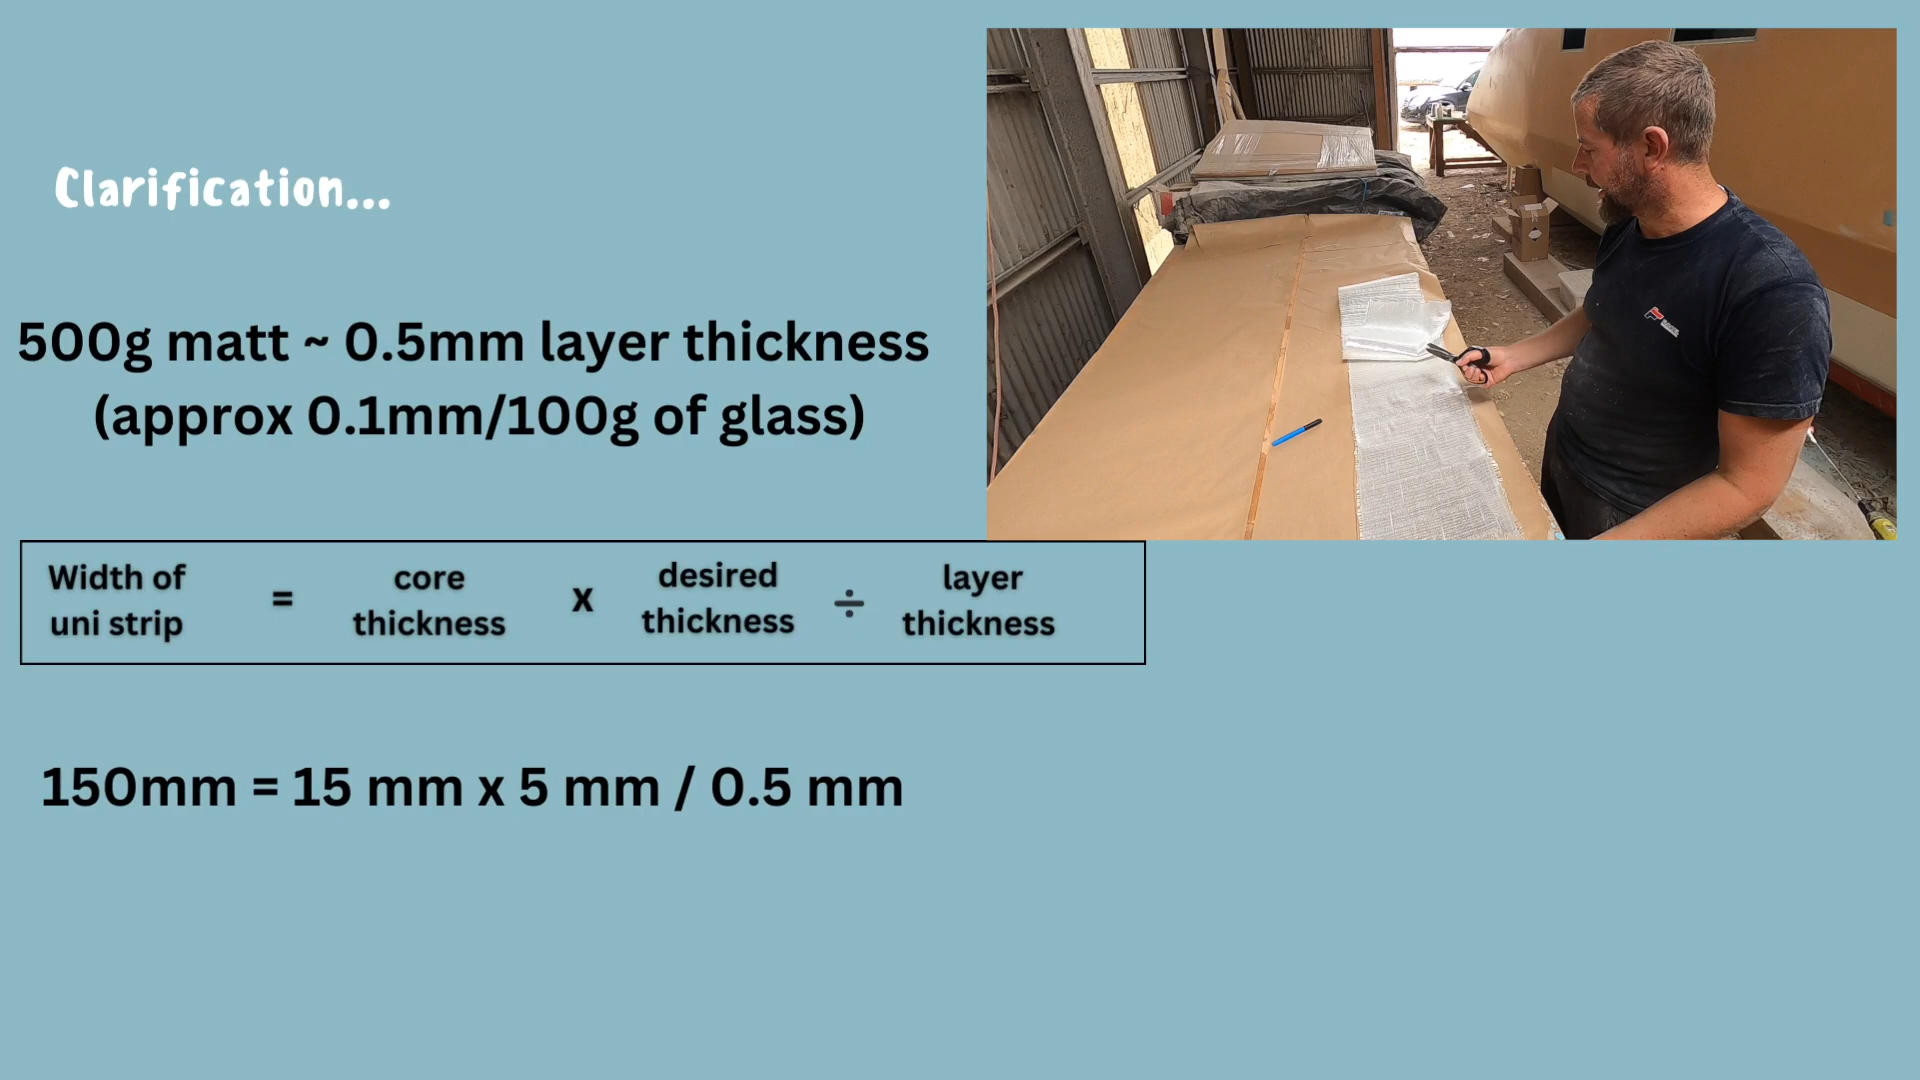 Clarification...
500g matt ~ 0.5mm layer thickness
(approx 0.1mm/100g of glass)
Width of uni strip = core thickness x desired thickness ÷ layer thickness
150mm = 15 mm x 5 mm / 0.5 mm